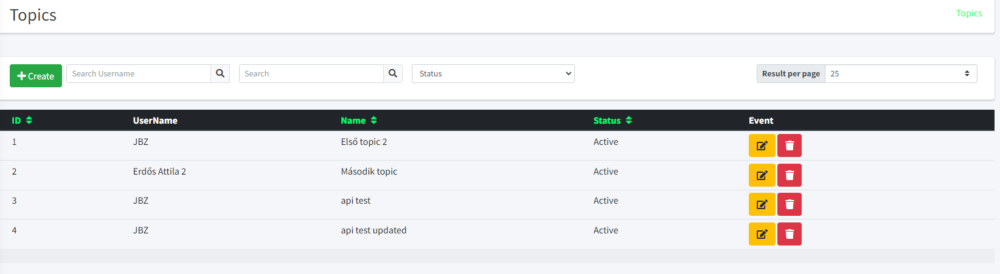 Topics
Topics
Create
Search Username
Search
Status
Result per page 25
ID UserName Name Status Event
1 JBZ Első topic 2 Active
2 Erdős Attila 2 Második topic Active
3 JBZ api test Active
4 JBZ api test updated Active